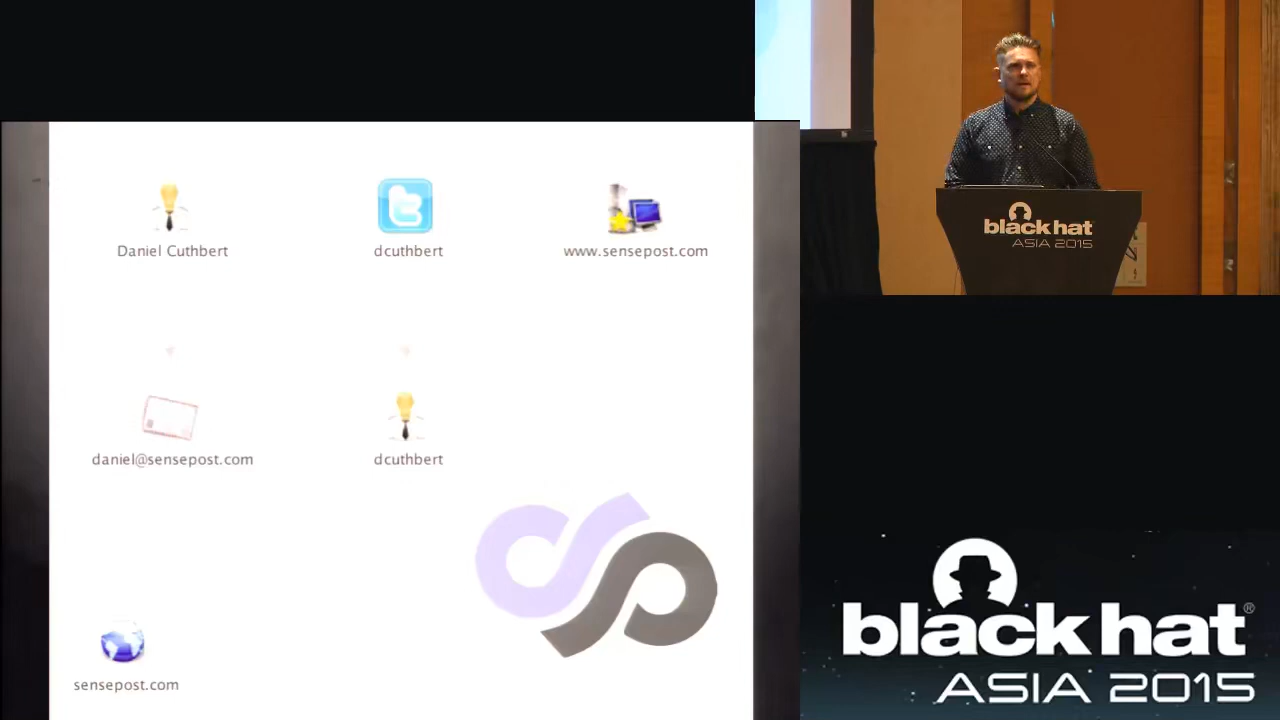 Daniel Cuthbert
dcuthbert
www.sensepost.com
daniel@sensepost.com
dcuthbert
sensepost.com
black hat
ASIA 2015
black hat®
ASIA 2015